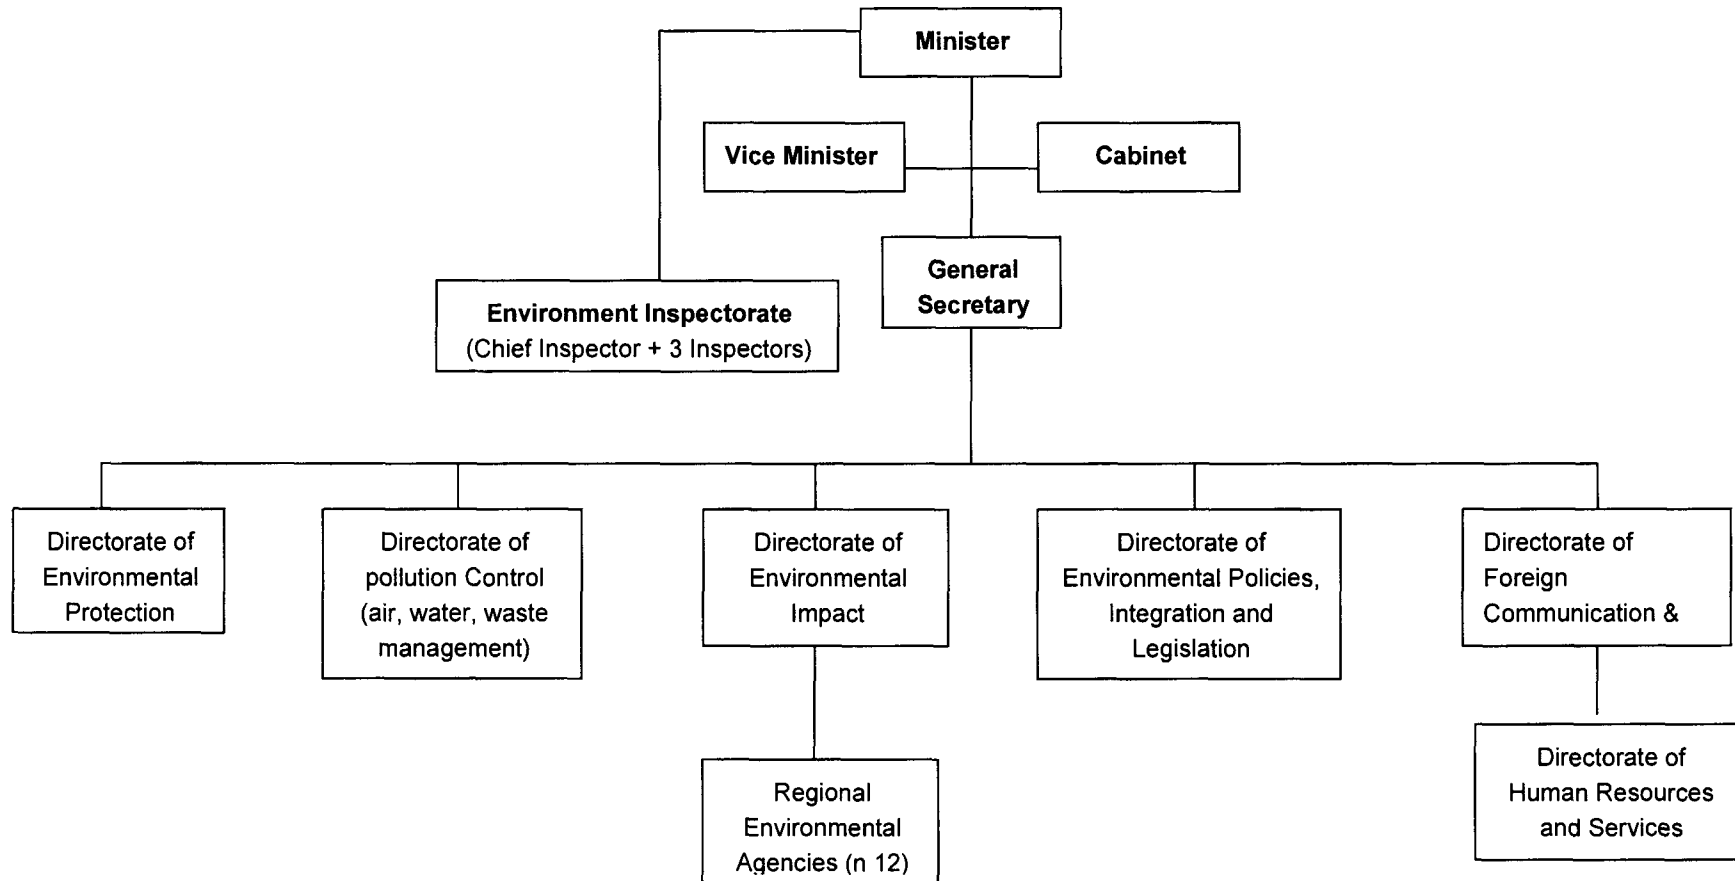 Minister
Vice Minister
Cabinet
General
Secretary
Environment Inspectorate
(Chief Inspector + 3 Inspectors)
Directorate of
Environmental
Protection
Directorate of
pollution Control
(air, water, waste
management)
Directorate of
Environmental
Impact
Directorate of
Environmental Policies,
Integration and
Legislation
Directorate of
Foreign
Communication &
Regional
Environmental
Agencies (n 12)
Directorate of
Human Resources
and Services